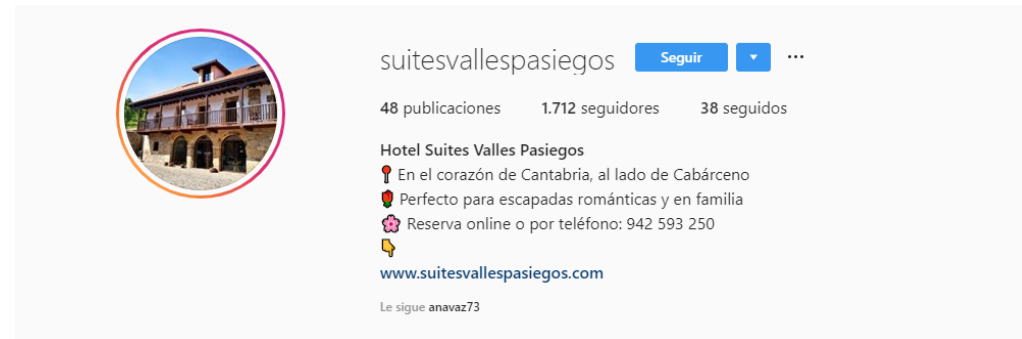 suitesvallespasiegos Seguir ...
48 publicaciones 1.712 seguidores 38 seguidos
Hotel Suites Valles Pasiegos
📍 En el corazón de Cantabria, al lado de Cabárceno
🌹 Perfecto para escapadas románticas y en familia
🌸 Reserva online o por teléfono: 942 593 250
👇
www.suitesvallespasiegos.com
Le sigue anavaz73